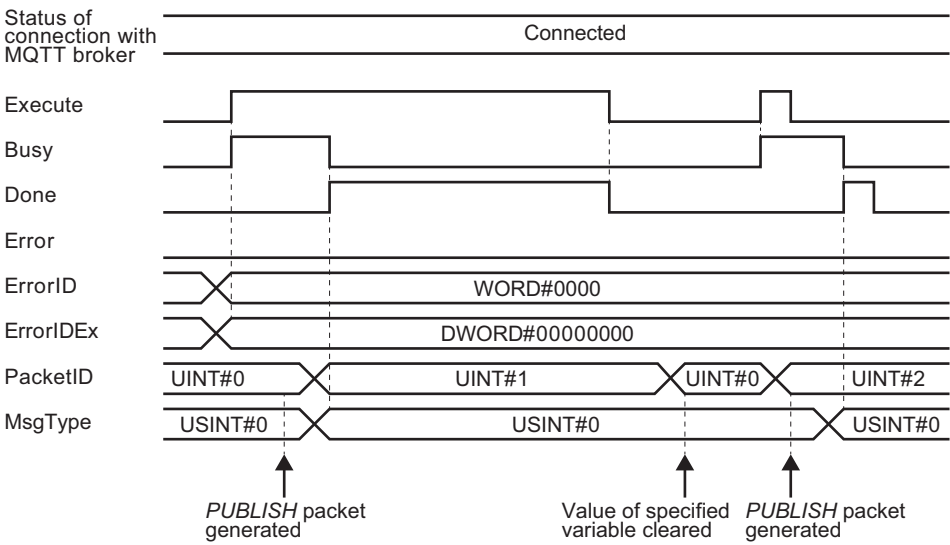 Status of
connection with
MQTT broker
Connected
Execute
Busy
Done
Error
ErrorID
WORD#0000
ErrorIDEx
DWORD#00000000
PacketID
UINT#0
UINT#1
UINT#0
UINT#2
MsgType
USINT#0
USINT#0
USINT#0
PUBLISH packet
generated
Value of specified
variable cleared
PUBLISH packet
generated